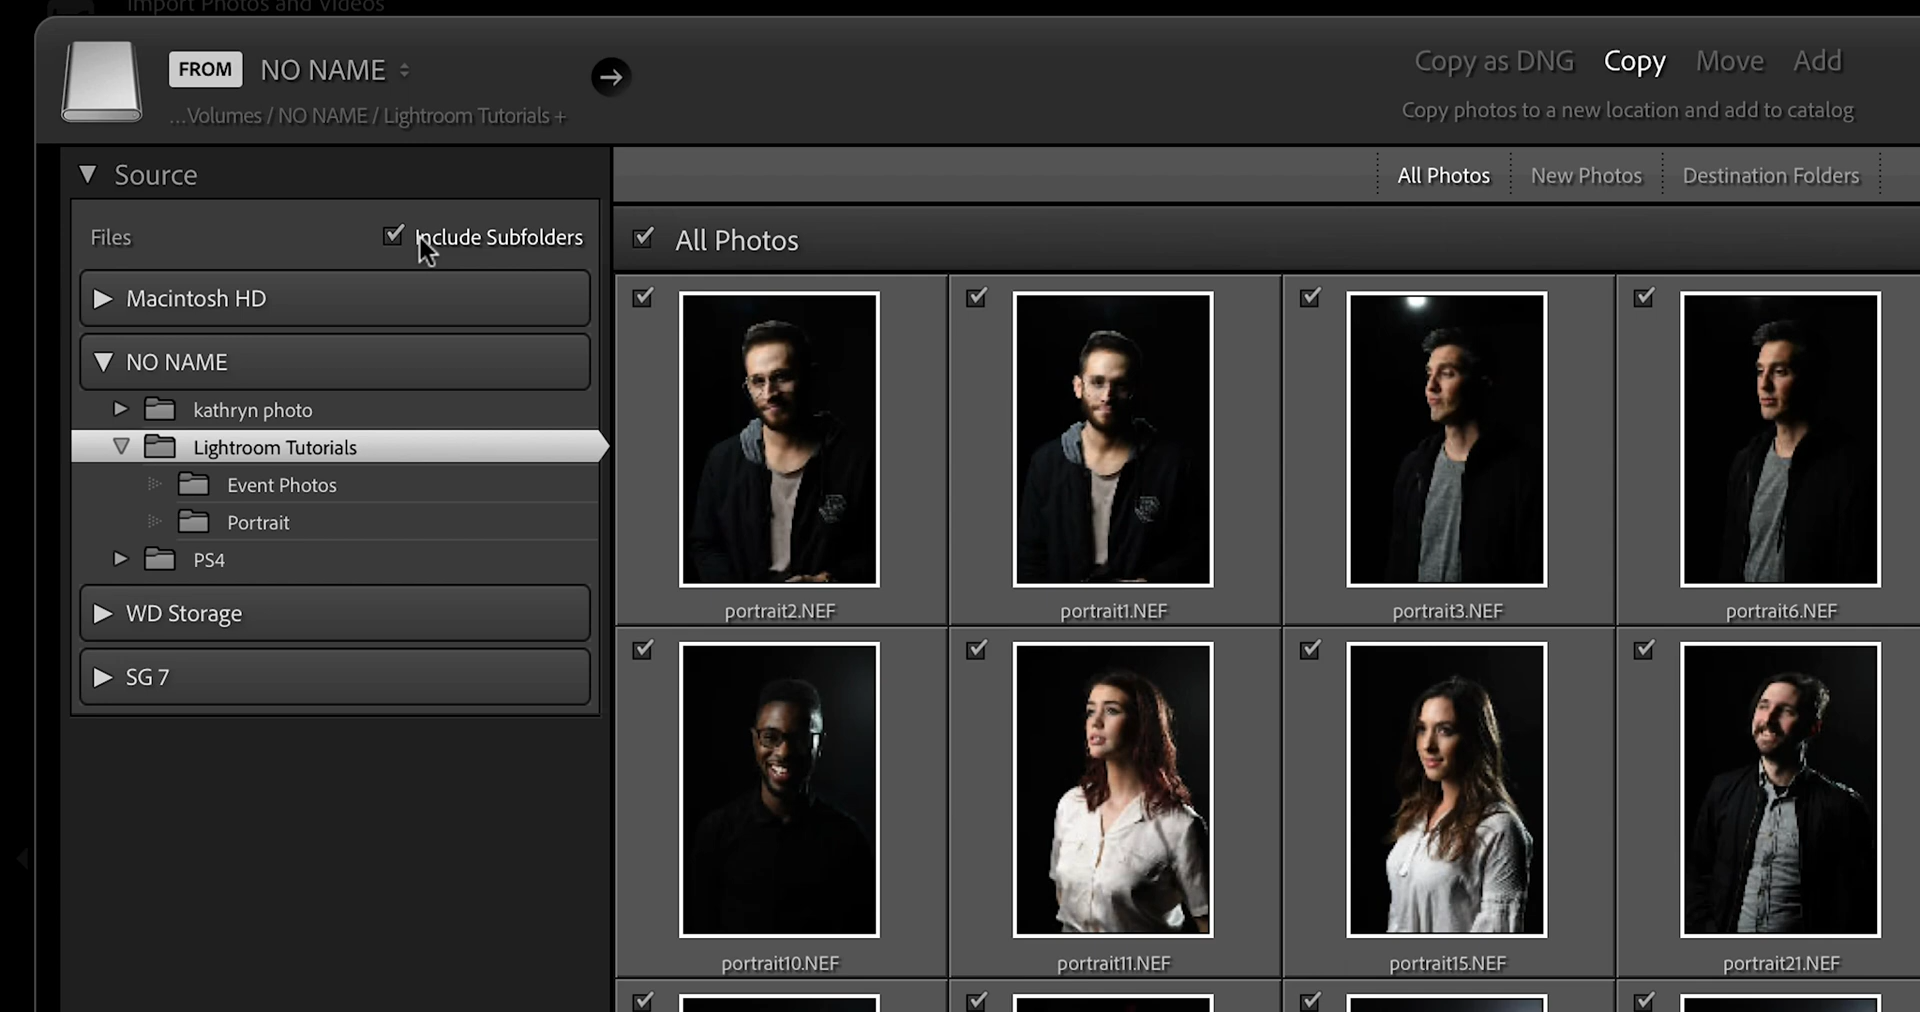 Import Photos and Videos
FROM NO NAME
...Volumes / NO NAME / Lightroom Tutorials +
Copy as DNG Copy Move Add
Copy photos to a new location and add to catalog
Source
All Photos New Photos Destination Folders
Files Include Subfolders
All Photos
Macintosh HD
NO NAME
kathryn photo
Lightroom Tutorials
Event Photos
Portrait
PS4
WD Storage
SG 7
portrait2.NEF portrait1.NEF portrait3.NEF portrait6.NEF
portrait10.NEF portrait11.NEF portrait15.NEF portrait21.NEF